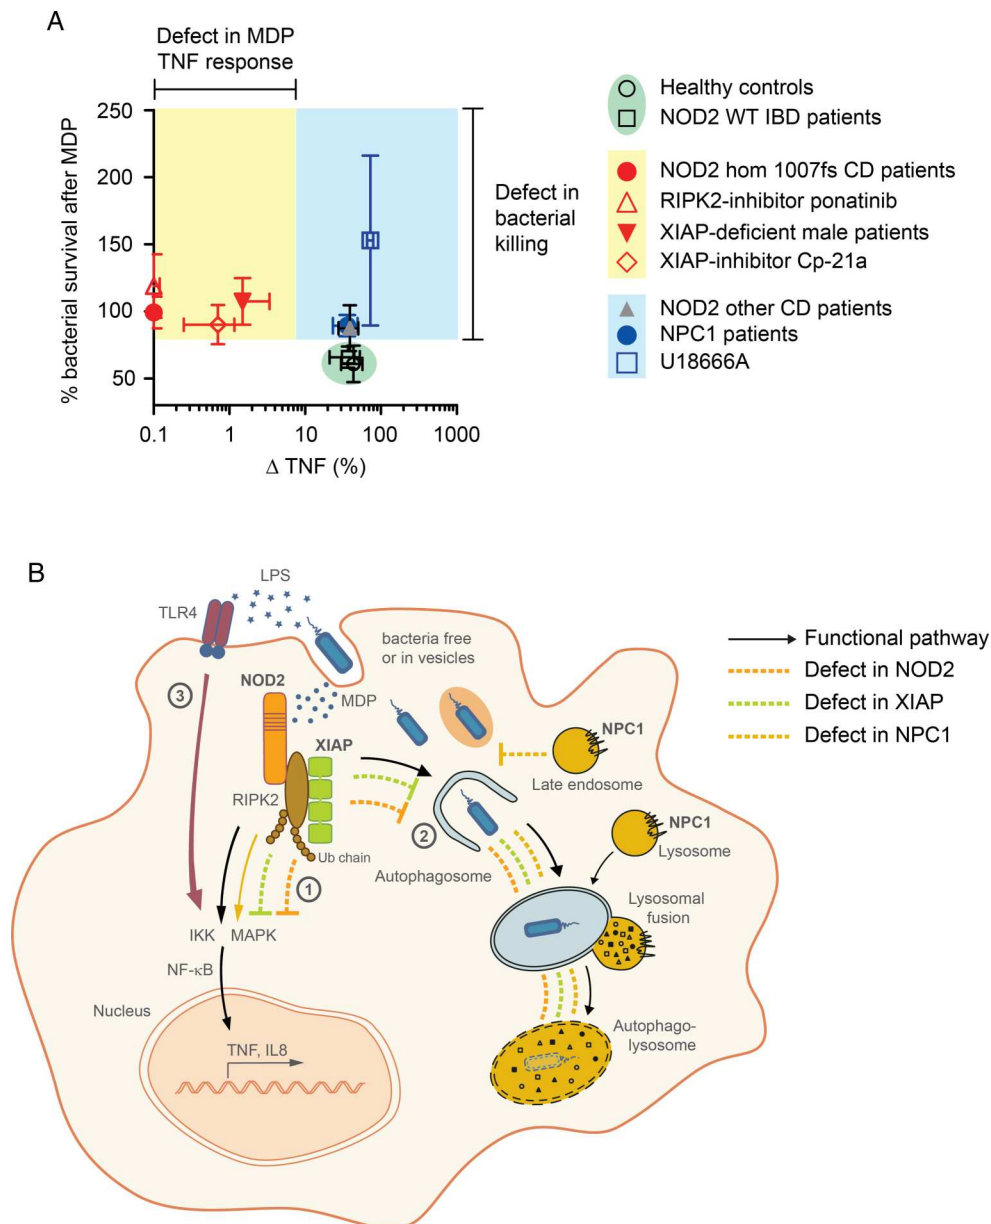 A
Defect in MDP
TNF response
% bacterial survival after MDP
250
200
150
100
50
0.1
1
10
100
1000
Δ TNF (%)
Defect in
bacterial
killing
Healthy controls
NOD2 WT IBD patients
NOD2 hom 1007fs CD patients
RIPK2-inhibitor ponatinib
XIAP-deficient male patients
XIAP-inhibitor Cp-21a
NOD2 other CD patients
NPC1 patients
U18666A
B
LPS
TLR4
bacteria free
or in vesicles
3
NOD2
MDP
XIAP
NPC1
Late endosome
RIPK2
Ub chain
1
2
Autophagosome
NPC1
Lysosome
Lysosomal
fusion
IKK MAPK
NF-κB
Nucleus
TNF, IL8
Autophago-
lysosome
Functional pathway
Defect in NOD2
Defect in XIAP
Defect in NPC1